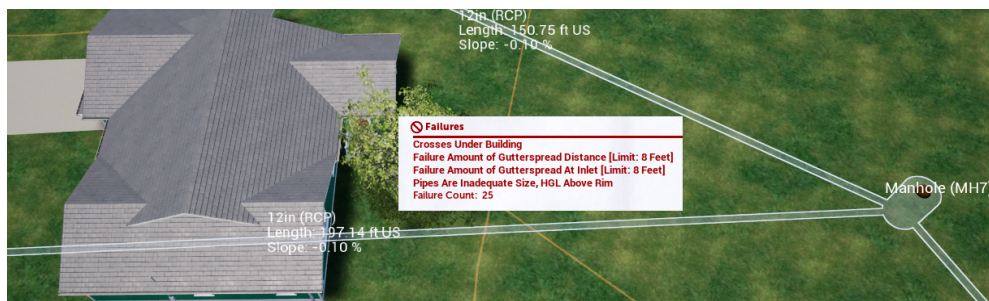 12in (RCP)
Length: 150.75 ft US
Slope: -0.10 %
Failures
Crosses Under Building
Failure Amount of Gutterspread Distance [Limit: 8 Feet]
Failure Amount of Gutterspread At Inlet [Limit: 8 Feet]
Pipes Are Inadequate Size, HGL Above Rim
Failure Count: 25
Manhole (MH7
12in (RCP)
Length: 197.14 ft US
Slope: -0.10 %